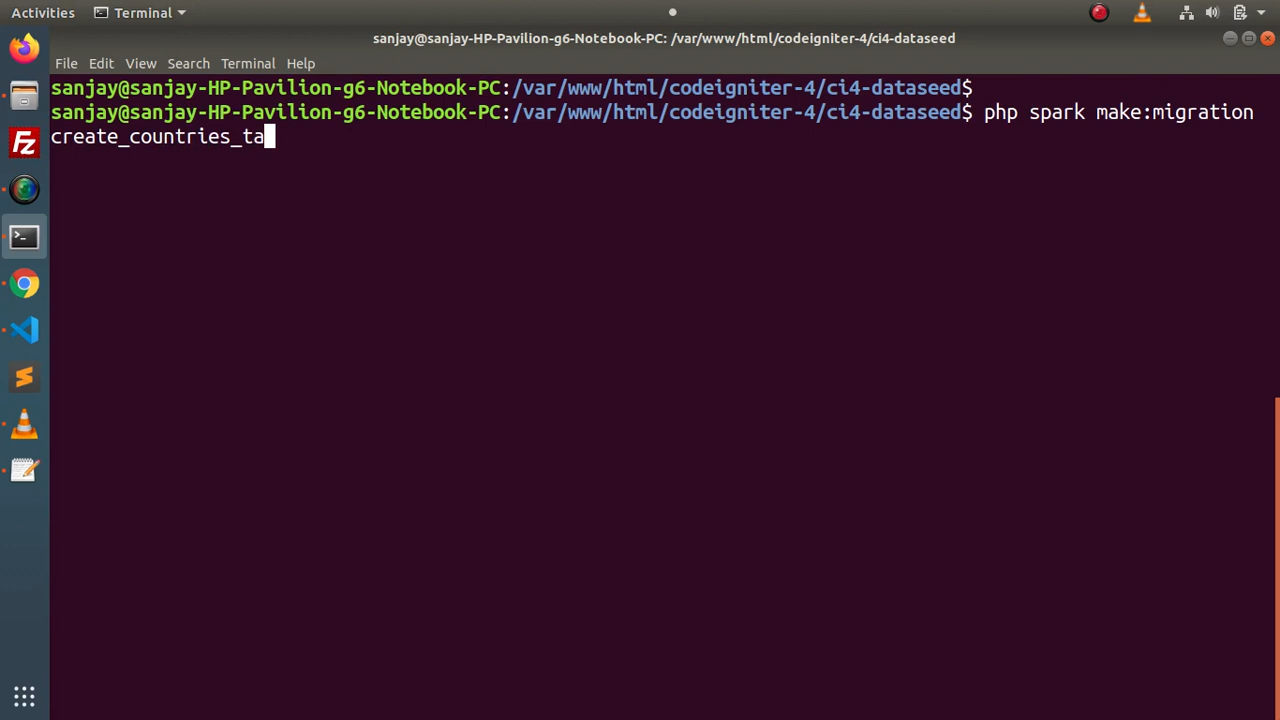 Activities Terminal
sanjay@sanjay-HP-Pavilion-g6-Notebook-PC: /var/www/html/codeigniter-4/ci4-dataseed
File Edit View Search Terminal Help
sanjay@sanjay-HP-Pavilion-g6-Notebook-PC:/var/www/html/codeigniter-4/ci4-dataseed$
sanjay@sanjay-HP-Pavilion-g6-Notebook-PC:/var/www/html/codeigniter-4/ci4-dataseed$ php spark make:migration
create_countries_ta